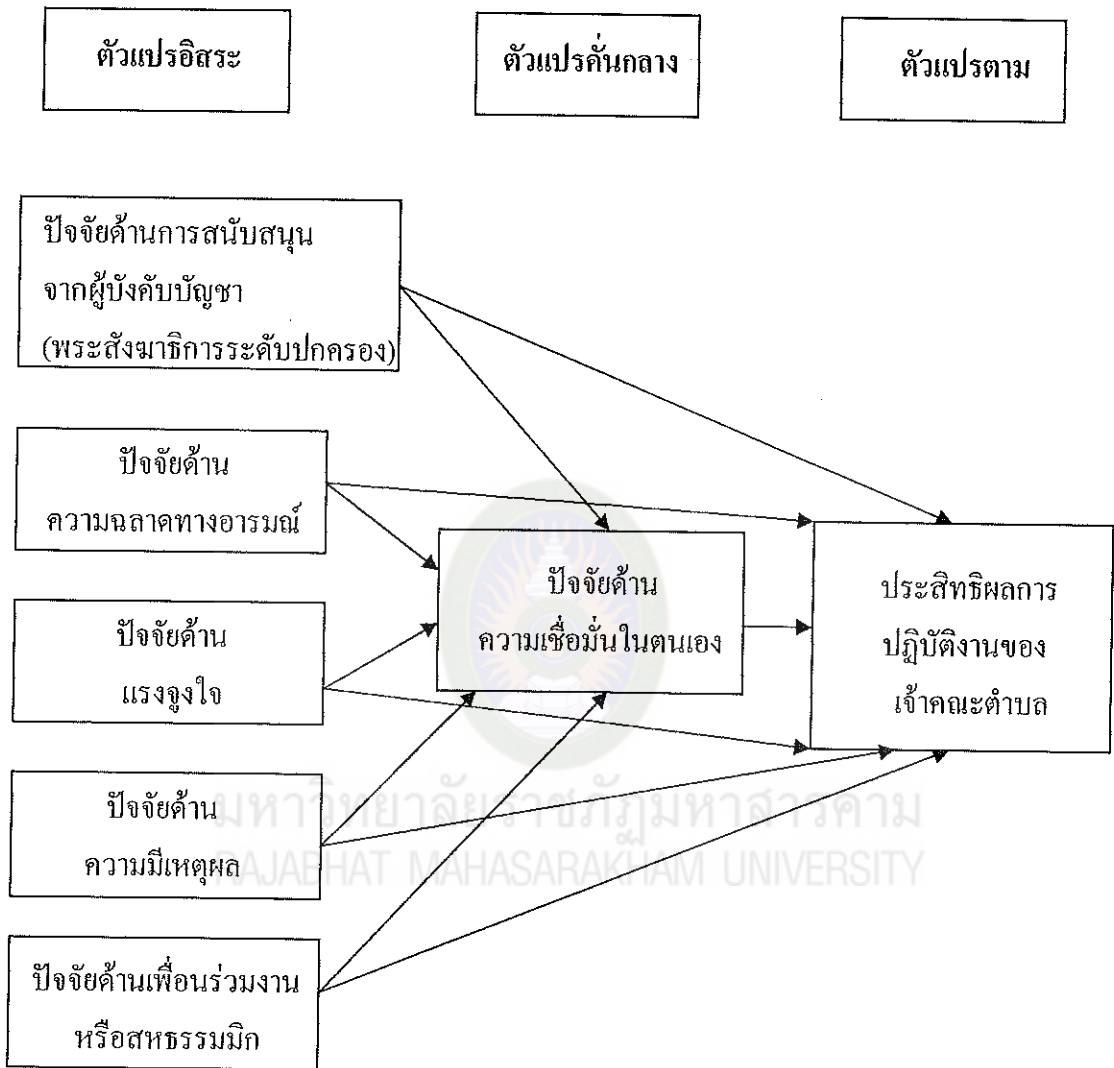 ตัวแปรอิสระ
ตัวแปรคั่นกลาง
ตัวแปรตาม
ปัจจัยด้านการสนับสนุน
จากผู้บังคับบัญชา
(พระสังฆาธิการระดับปกครอง)
ปัจจัยด้าน
ความฉลาดทางอารมณ์
ปัจจัยด้าน
แรงจูงใจ
ปัจจัยด้าน
ความมีเหตุผล
ปัจจัยด้านเพื่อนร่วมงาน
หรือสหธรรมมิก
ปัจจัยด้าน
ความเชื่อมั่นในตนเอง
ประสิทธิผลการ
ปฏิบัติงานของ
เจ้าคณะตำบล
มหาวิทยาลัยราชภัฏมหาสารคาม
RAJABHAT MAHASARAKHAM UNIVERSITY